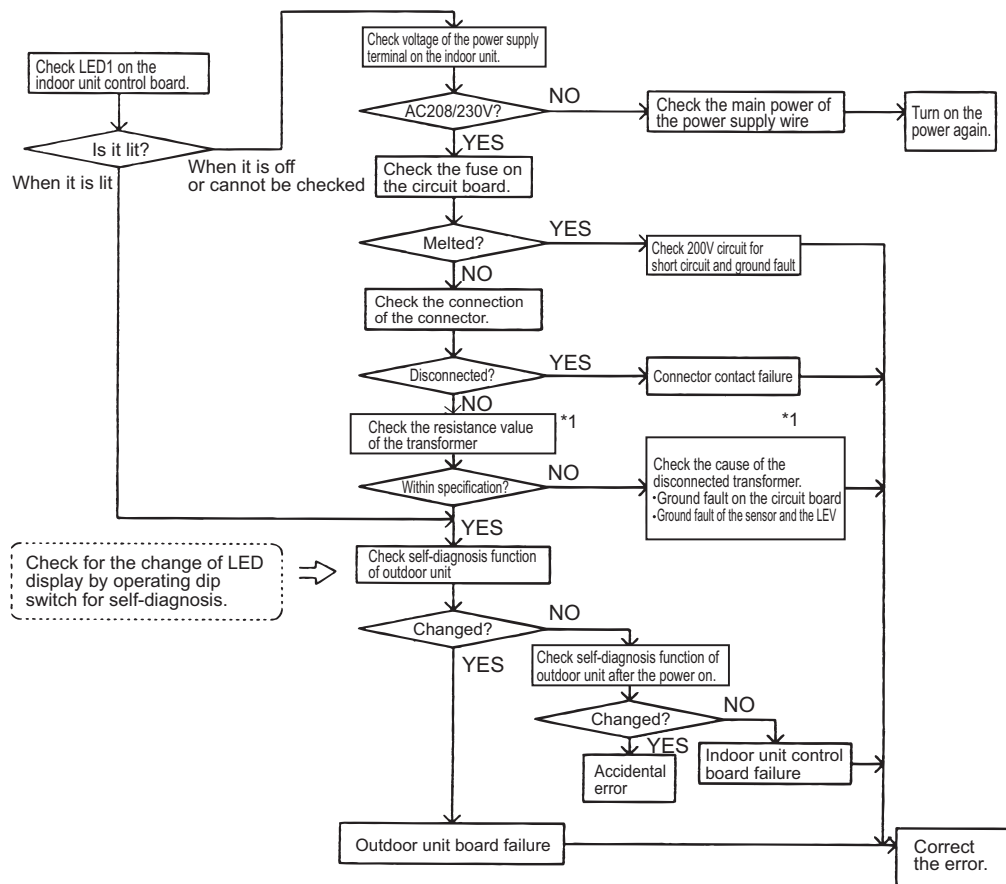 Check LED1 on the
indoor unit control board.
Is it lit?
When it is lit
When it is off
or cannot be checked
Check voltage of the power supply
terminal on the indoor unit.
AC208/230V?
NO
Check the main power of
the power supply wire
Turn on the
power again.
YES
Check the fuse on
the circuit board.
Melted?
YES
Check 200V circuit for
short circuit and ground fault
NO
Check the connection
of the connector.
Disconnected?
YES
Connector contact failure
NO
Check the resistance value
of the transformer
*1
*1
Within specification?
NO
Check the cause of the
disconnected transformer.
•Ground fault on the circuit board
•Ground fault of the sensor and the LEV
YES
Check for the change of LED
display by operating dip
switch for self-diagnosis.
Check self-diagnosis function
of outdoor unit
Changed?
NO
YES
Check self-diagnosis function of
outdoor unit after the power on.
Changed?
NO
YES
Accidental
error
Indoor unit control
board failure
Outdoor unit board failure
Correct
the error.